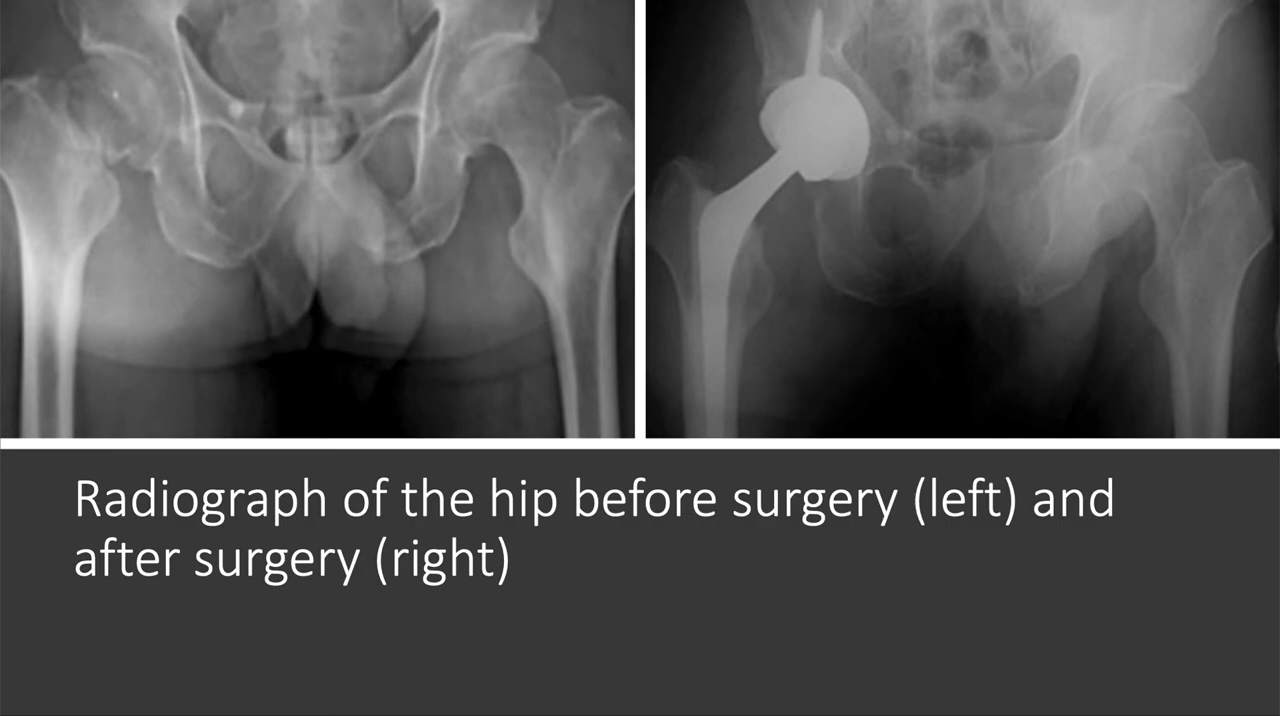 Radiograph of the hip before surgery (left) and
after surgery (right)